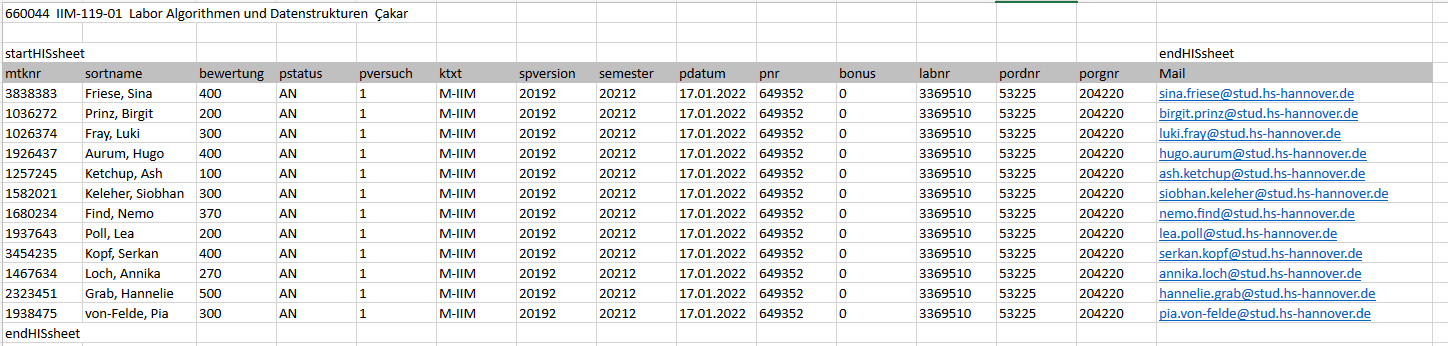 660044 IIM-119-01 Labor Algorithmen und Datenstrukturen Çakar
startHISsheet endHISsheet
mtknr sortname bewertung pstatus pversuch ktxt spversion semester pdatum pnr bonus labnr pordnr porgnr Mail
3838383 Friese, Sina 400 AN 1 M-IIM 20192 20212 17.01.2022 649352 0 3369510 53225 204220 sina.friese@stud.hs-hannover.de
1036272 Prinz, Birgit 200 AN 1 M-IIM 20192 20212 17.01.2022 649352 0 3369510 53225 204220 birgit.prinz@stud.hs-hannover.de
1026374 Fray, Luki 300 AN 1 M-IIM 20192 20212 17.01.2022 649352 0 3369510 53225 204220 luki.fray@stud.hs-hannover.de
1926437 Aurum, Hugo 400 AN 1 M-IIM 20192 20212 17.01.2022 649352 0 3369510 53225 204220 hugo.aurum@stud.hs-hannover.de
1257245 Ketchup, Ash 100 AN 1 M-IIM 20192 20212 17.01.2022 649352 0 3369510 53225 204220 ash.ketchup@stud.hs-hannover.de
1582021 Keleher, Siobhan 300 AN 1 M-IIM 20192 20212 17.01.2022 649352 0 3369510 53225 204220 siobhan.keleher@stud.hs-hannover.de
1680234 Find, Nemo 370 AN 1 M-IIM 20192 20212 17.01.2022 649352 0 3369510 53225 204220 nemo.find@stud.hs-hannover.de
1937643 Poll, Lea 200 AN 1 M-IIM 20192 20212 17.01.2022 649352 0 3369510 53225 204220 lea.poll@stud.hs-hannover.de
3454235 Kopf, Serkan 400 AN 1 M-IIM 20192 20212 17.01.2022 649352 0 3369510 53225 204220 serkan.kopf@stud.hs-hannover.de
1467634 Loch, Annika 270 AN 1 M-IIM 20192 20212 17.01.2022 649352 0 3369510 53225 204220 annika.loch@stud.hs-hannover.de
2323451 Grab, Hannelie 500 AN 1 M-IIM 20192 20212 17.01.2022 649352 0 3369510 53225 204220 hannelie.grab@stud.hs-hannover.de
1938475 von-Felde, Pia 300 AN 1 M-IIM 20192 20212 17.01.2022 649352 0 3369510 53225 204220 pia.von-felde@stud.hs-hannover.de
endHISsheet